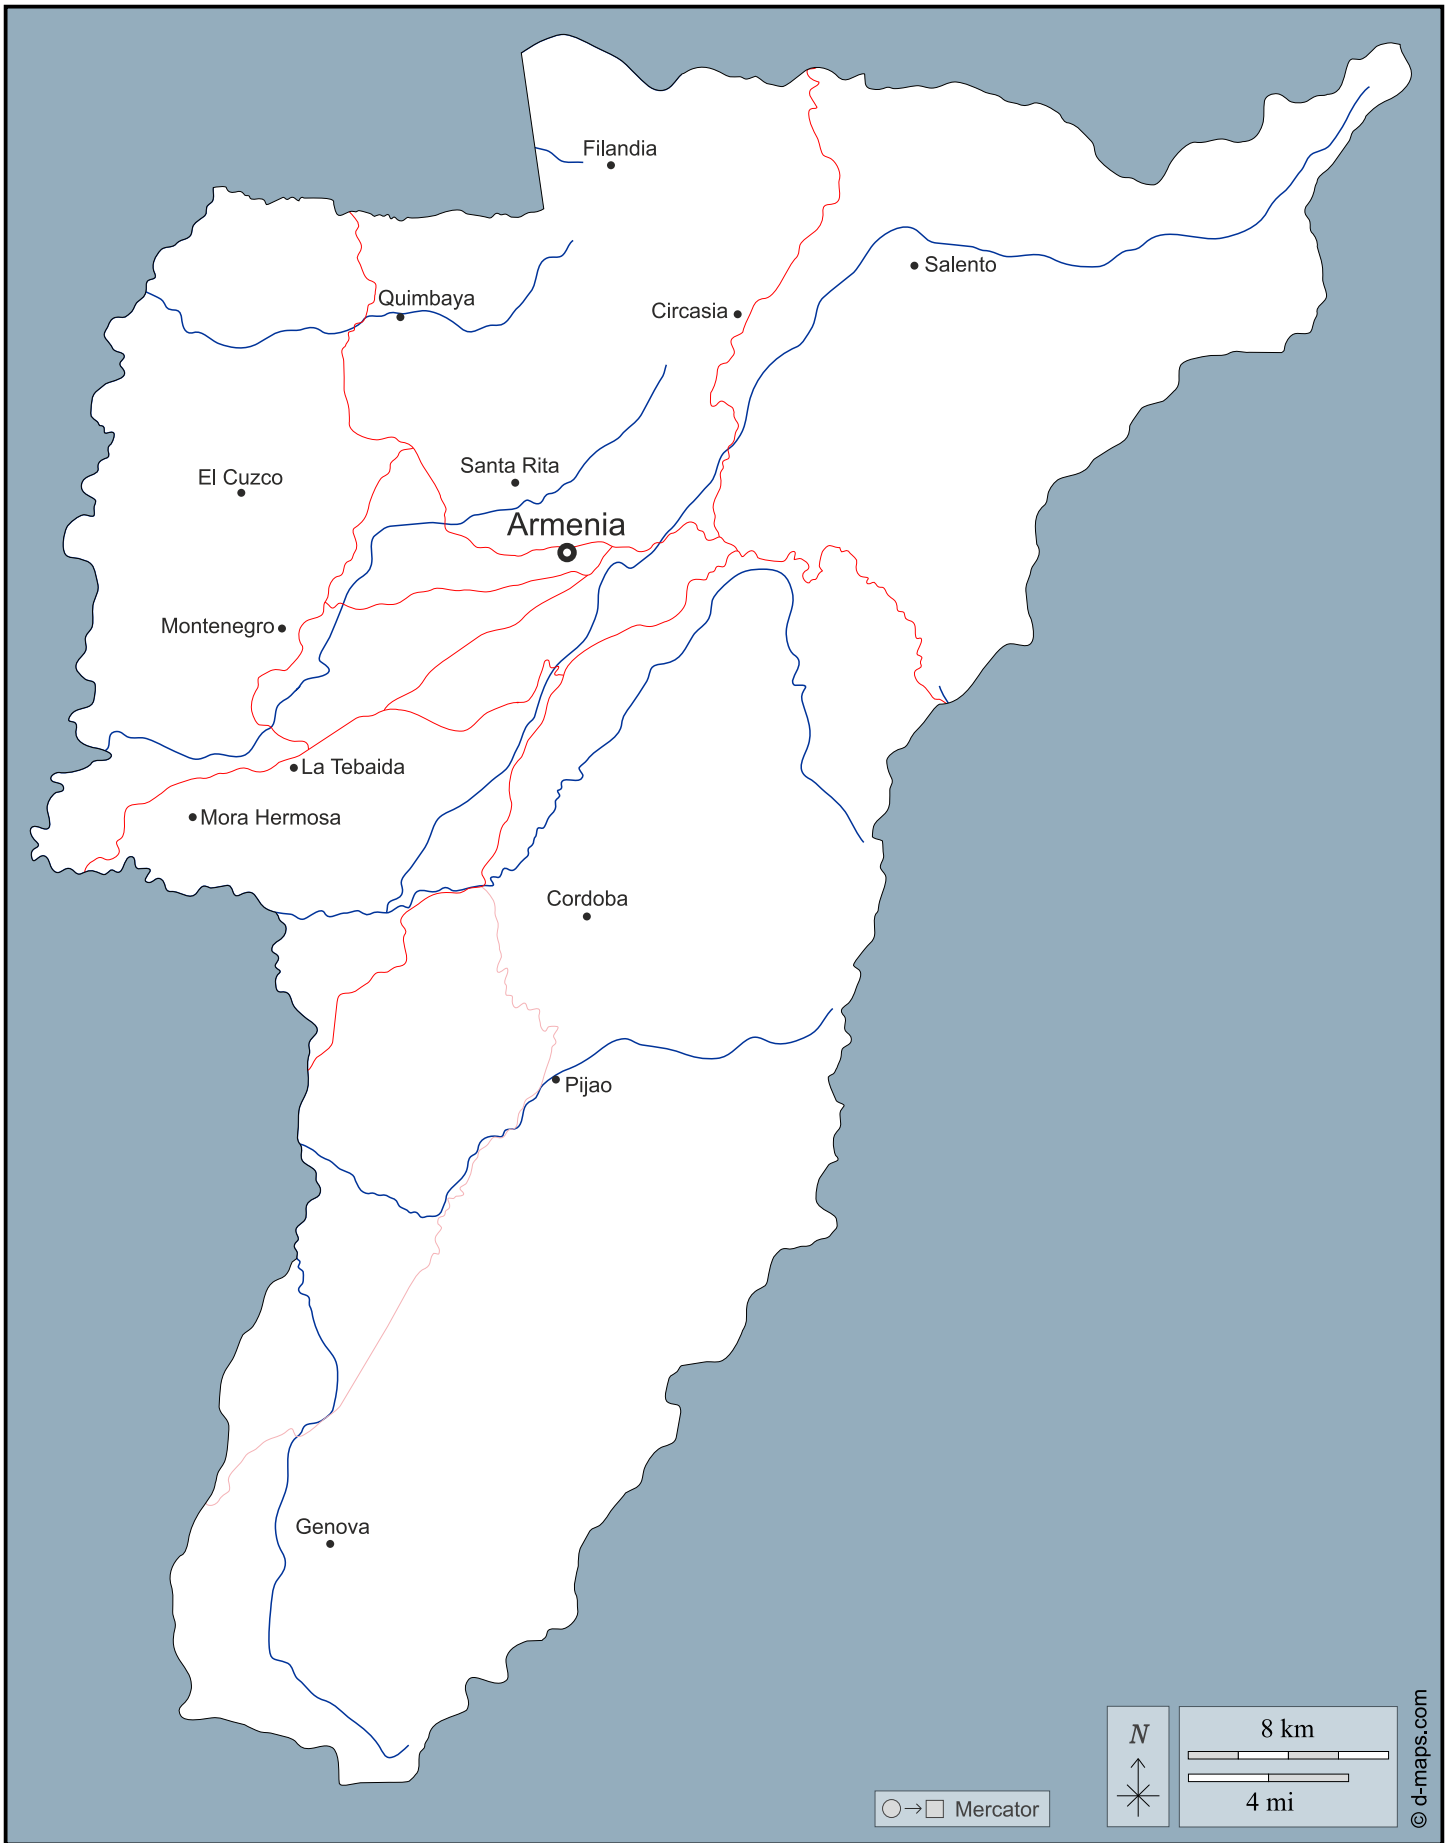 Filandia
Salento
Quimbaya
Circasia
Santa Rita
El Cuzco
Armenia
Montenegro
La Tebaida
Mora Hermosa
Cordoba
Pijao
Genova
N
8 km
4 mi
Mercator
© d-maps.com